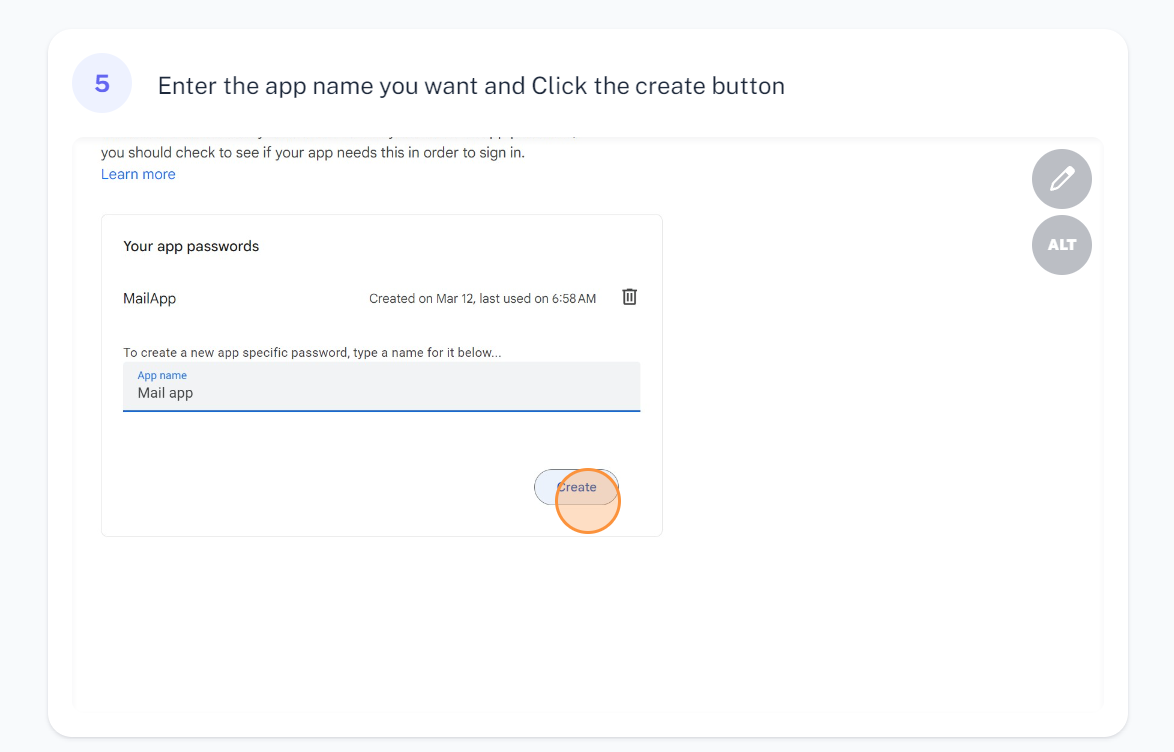 5
Enter the app name you want and Click the create button
you should check to see if your app needs this in order to sign in.
Learn more
ALT
Your app passwords
MailApp
Created on Mar 12, last used on 6:58 AM
To create a new app specific password, type a name for it below...
App name
Mail app
Create